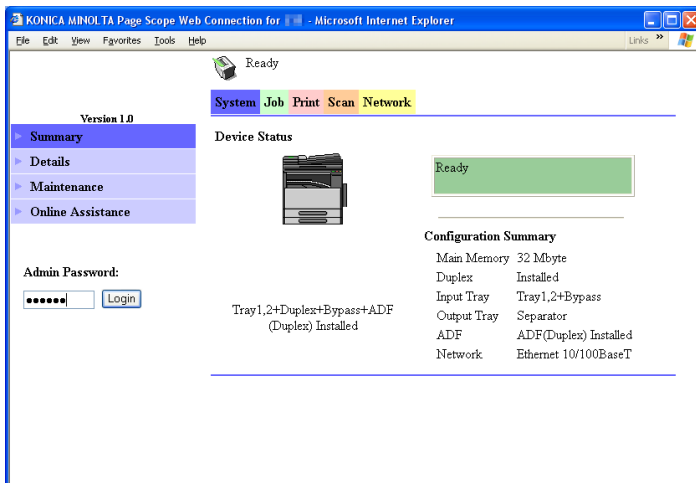 KONICA MINOLTA Page Scope Web Connection for - Microsoft Internet Explorer
File Edit View Favorites Tools Help Links »
Ready
System Job Print Scan Network
Version 1.0
Summary
Details
Maintenance
Online Assistance
Admin Password:
Login
Device Status
Tray1,2+Duplex+Bypass+ADF
(Duplex) Installed
Ready
Configuration Summary
Main Memory 32 Mbyte
Duplex Installed
Input Tray Tray1,2+Bypass
Output Tray Separator
ADF ADF(Duplex) Installed
Network Ethernet 10/100BaseT